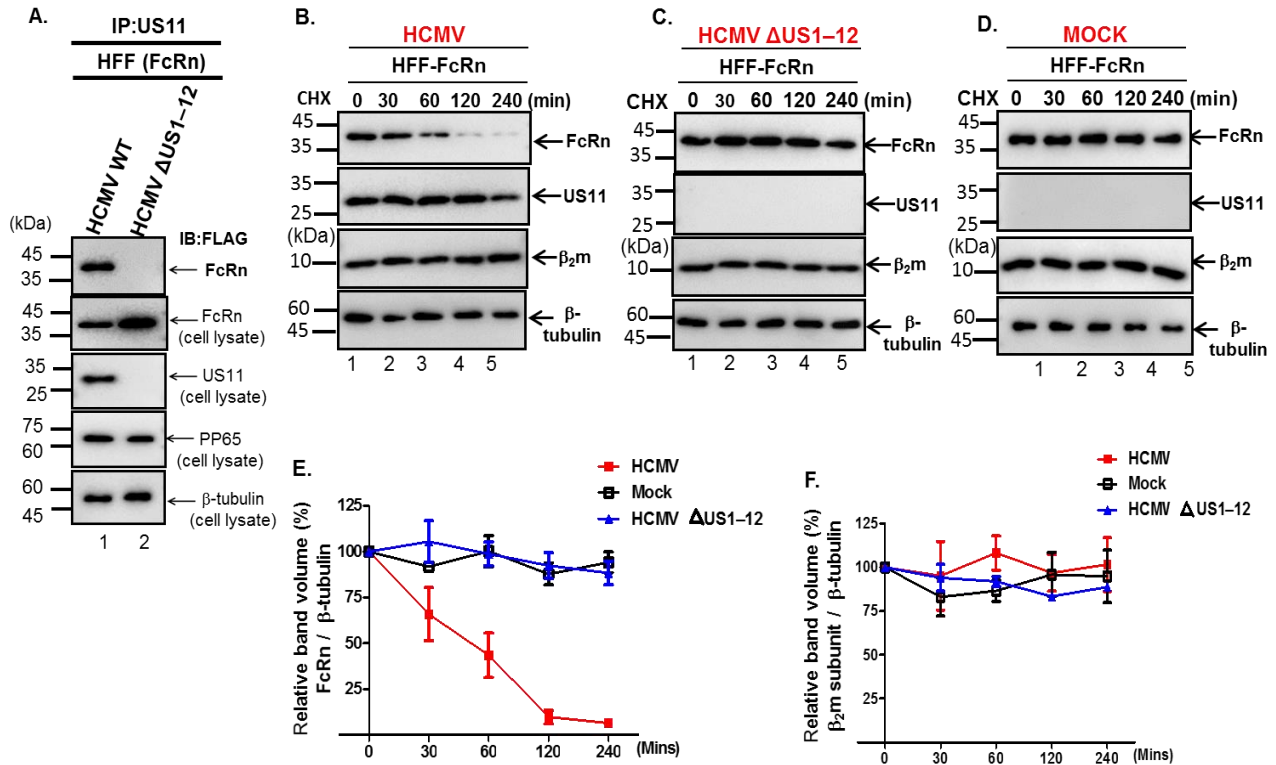 A.
IP:US11
HFF (FcRn)
HCMV WT
HCMV ΔUS1–12
(kDa)
IB:FLAG
45
35
FcRn
45
35
FcRn
(cell lysate)
35
25
US11
(cell lysate)
75
60
PP65
(cell lysate)
60
45
β-tubulin
(cell lysate)
1 2
B.
HCMV
HFF-FcRn
CHX 0 30 60 120 240 (min)
45
35
FcRn
35
25
US11
(kDa)
10
β₂m
60
45
β-
tubulin
1 2 3 4 5
C.
HCMV ΔUS1–12
HFF-FcRn
CHX 0 30 60 120 240 (min)
45
35
FcRn
35
25
US11
(kDa)
10
β₂m
60
45
β-
tubulin
1 2 3 4 5
D.
MOCK
HFF-FcRn
CHX 0 30 60 120 240 (min)
45
35
FcRn
35
25
US11
(kDa)
10
β₂m
60
45
β-
tubulin
1 2 3 4 5
E.
HCMV
Mock
HCMV ΔUS1–12
Relative band volume (%)
FcRn / β-tubulin
125
100
75
50
25
0 30 60 120 240 (Mins)
F.
HCMV
Mock
HCMV ΔUS1–12
Relative band volume (%)
β₂m subunit / β-tubulin
125
100
75
50
25
0 30 60 120 240 (Mins)